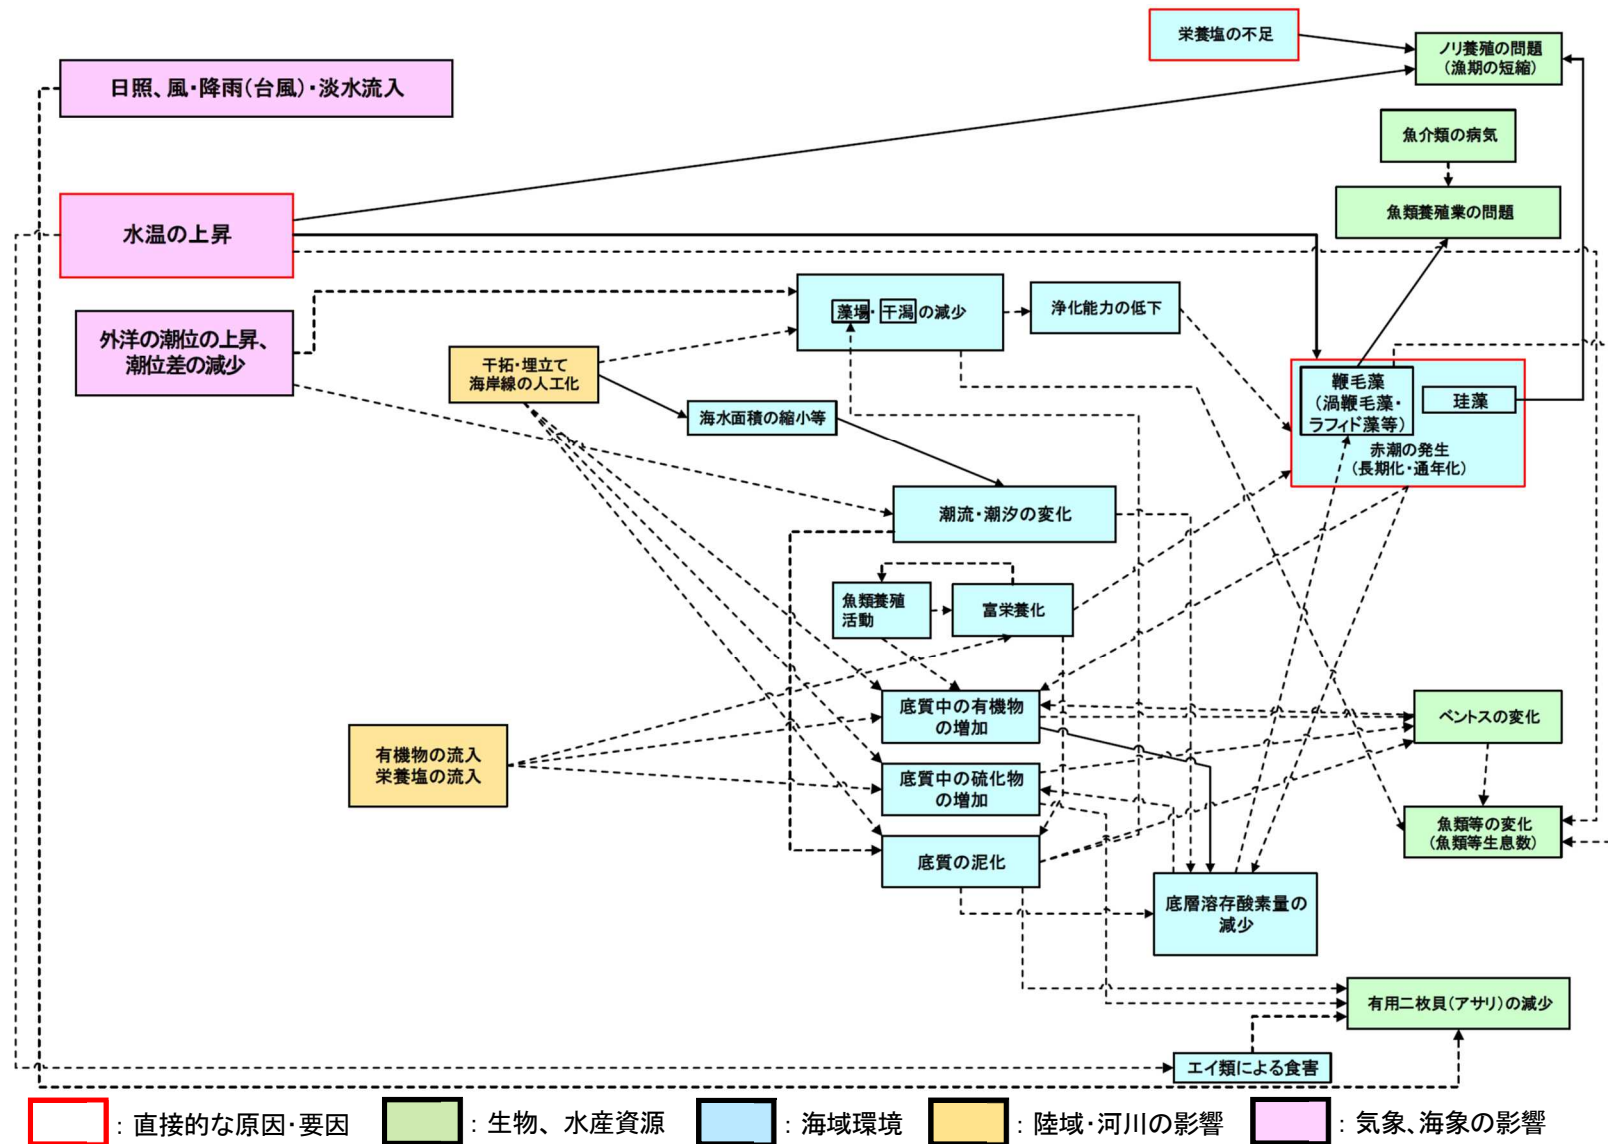 栄養塩の不足
ノリ養殖の問題
(漁期の短縮)
日照、風・降雨(台風)・淡水流入
魚介類の病気
水温の上昇
魚類養殖業の問題
外洋の潮位の上昇、
潮位差の減少
藻場・干潟の減少
浄化能力の低下
干拓・埋立て
海岸線の人工化
海水面積の縮小等
鞭毛藻
(渦鞭毛藻・
ラフィド藻等)
珪藻
赤潮の発生
(長期化・通年化)
潮流・潮汐の変化
魚類養殖
活動
富栄養化
底質中の有機物
の増加
ベントスの変化
有機物の流入
栄養塩の流入
底質中の硫化物
の増加
魚類等の変化
(魚類等生息数)
底質の泥化
底層溶存酸素量の
減少
有用二枚貝(アサリ)の減少
エイ類による食害
：直接的な原因・要因
：生物、水産資源
：海域環境
：陸域・河川の影響
：気象、海象の影響